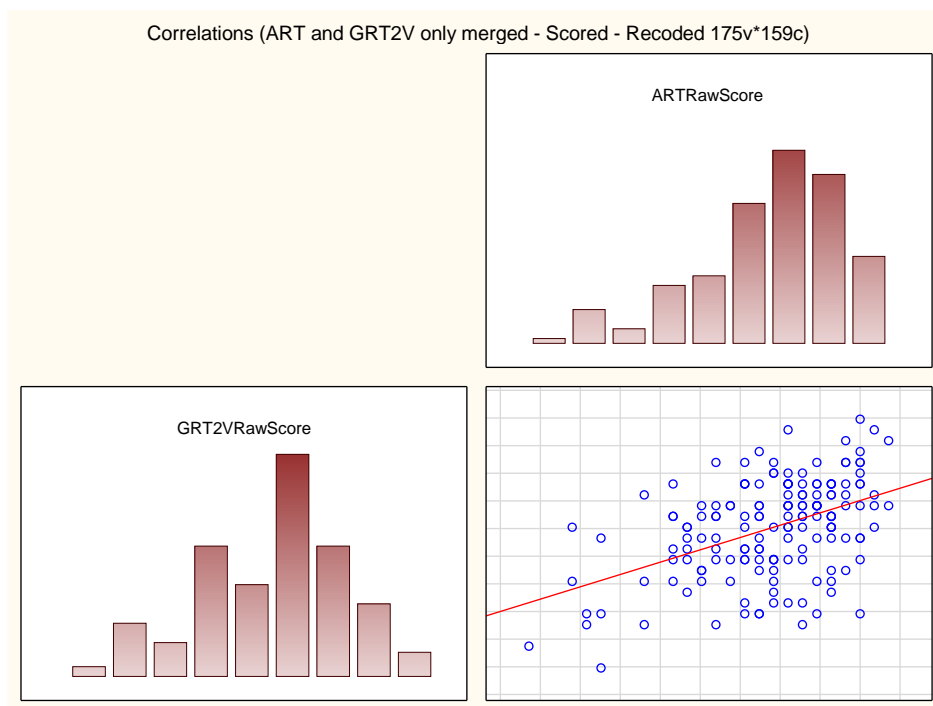 Correlations (ART and GRT2V only merged - Scored - Recoded 175v*159c)
ARTRawScore
GRT2VRawScore